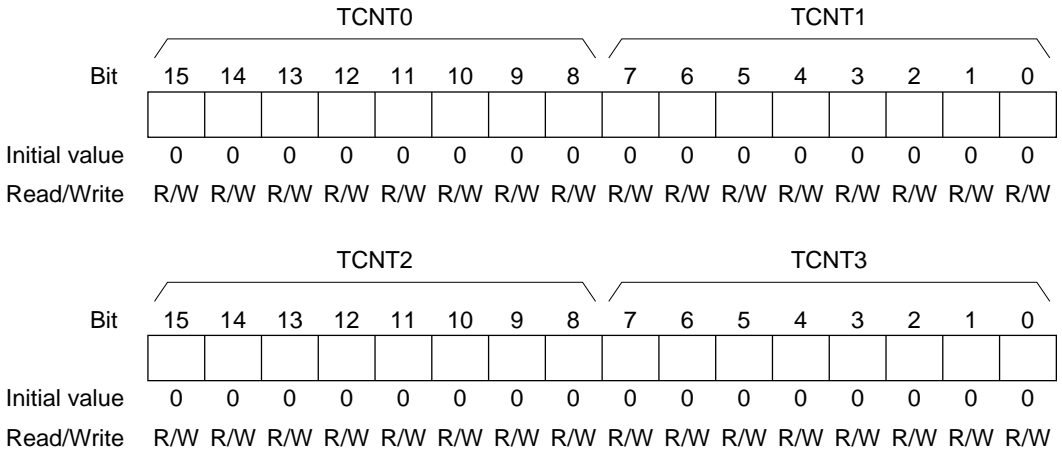 TCNT0 TCNT1
Bit 15 14 13 12 11 10 9 8 7 6 5 4 3 2 1 0
Initial value 0 0 0 0 0 0 0 0 0 0 0 0 0 0 0 0
Read/Write R/W R/W R/W R/W R/W R/W R/W R/W R/W R/W R/W R/W R/W R/W R/W R/W
TCNT2 TCNT3
Bit 15 14 13 12 11 10 9 8 7 6 5 4 3 2 1 0
Initial value 0 0 0 0 0 0 0 0 0 0 0 0 0 0 0 0
Read/Write R/W R/W R/W R/W R/W R/W R/W R/W R/W R/W R/W R/W R/W R/W R/W R/W